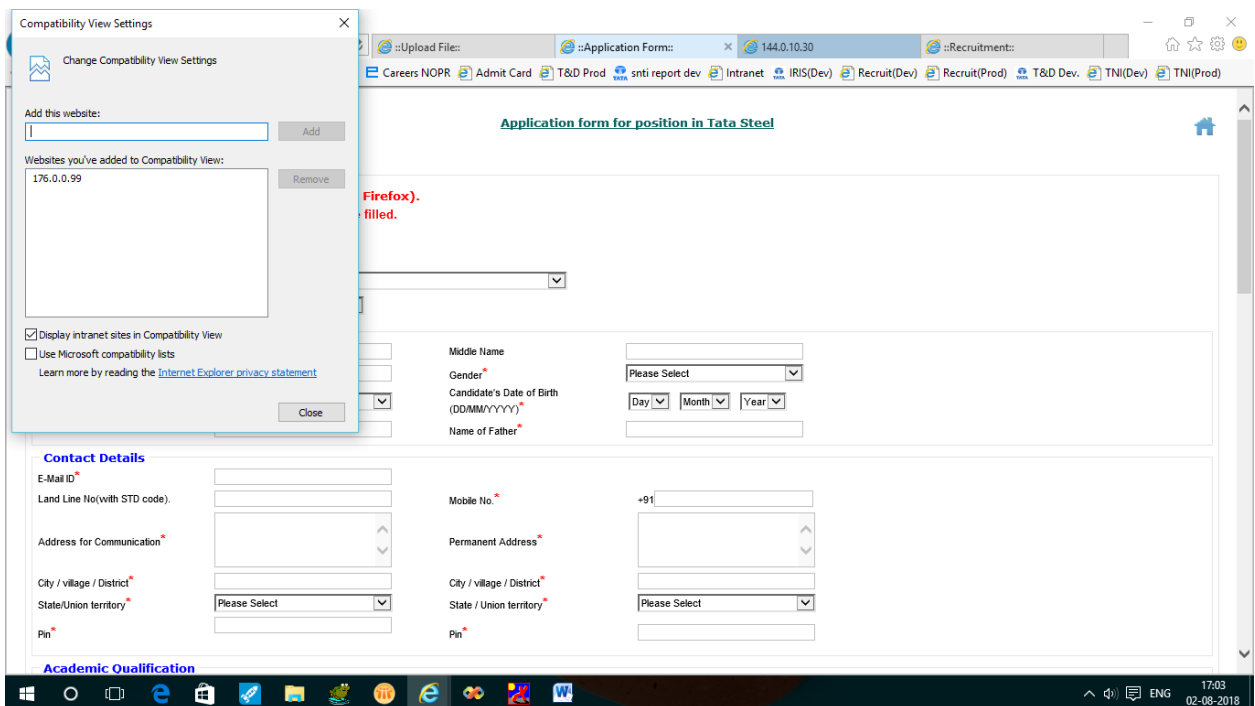 Compatibility View Settings
Change Compatibility View Settings
Add this website:
Add
Websites you've added to Compatibility View:
176.0.0.99
Remove
Display intranet sites in Compatibility View
Use Microsoft compatibility lists
Learn more by reading the Internet Explorer privacy statement
Close
::Upload File:: ::Application Form:: 144.0.10.30 ::Recruitment::
Careers NOPR Admit Card T&D Prod snti report dev Intranet IRIS(Dev) Recruit(Dev) Recruit(Prod) T&D Dev. TNI(Dev) TNI(Prod)
Application form for position in Tata Steel
Firefox).
filled.
Middle Name
Gender* Please Select
Candidate's Date of Birth
(DD/MM/YYYY)* Day Month Year
Name of Father*
Contact Details
E-Mail ID*
Land Line No(with STD code). Mobile No.* +91
Address for Communication* Permanent Address*
City / village / District* City / village / District*
State/Union territory* Please Select State / Union territory* Please Select
Pin* Pin*
Academic Qualification
ENG
17:03
02-08-2018